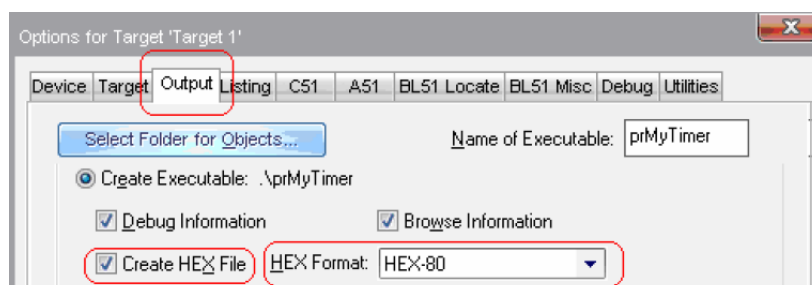 Options for Target 'Target 1'
Device Target Output Listing C51 A51 BL51 Locate BL51 Misc Debug Utilities
Select Folder for Objects... Name of Executable: prMyTimer
Create Executable: .\prMyTimer
Debug Information Browse Information
Create HEX File HEX Format: HEX-80